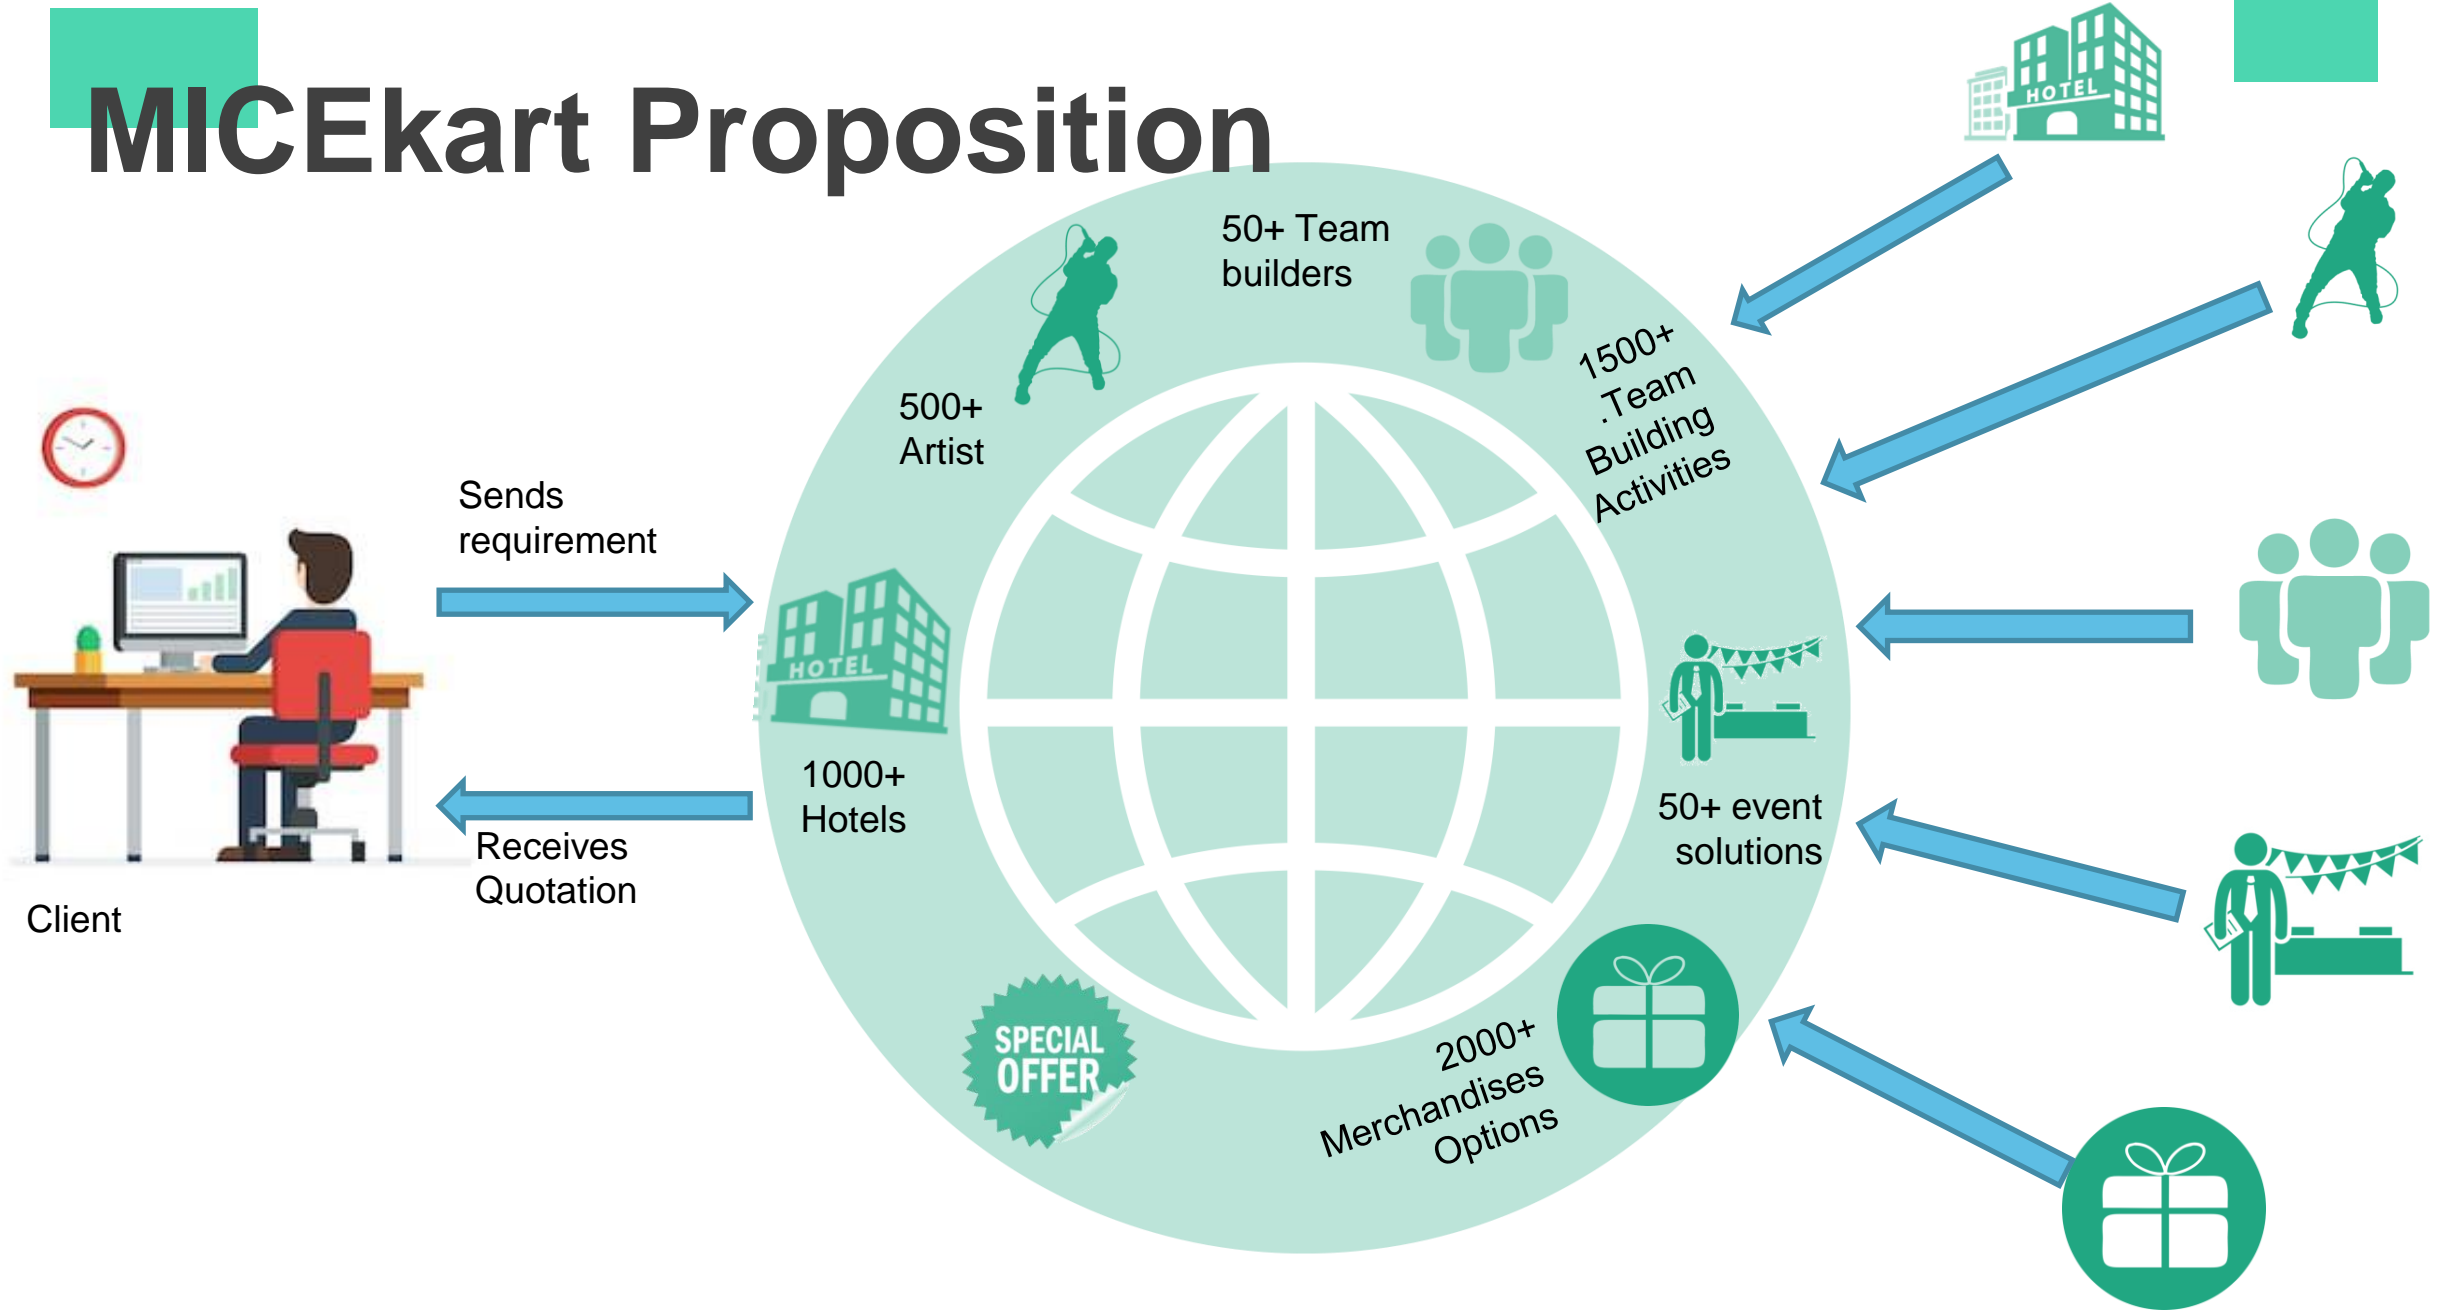 MICEkart Proposition
HOTEL
50+ Team
builders
1500+
.Team
Building
Activities
500+
Artist
Sends
requirement
HOTEL
1000+
Hotels
50+ event
solutions
Receives
Quotation
Client
SPECIAL
OFFER
2000+
Merchandises
Options